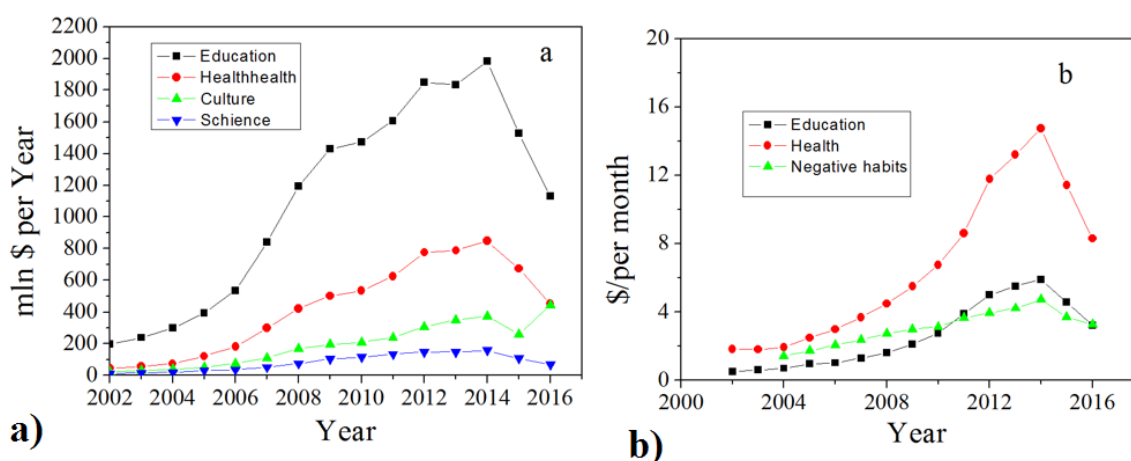 2200
2000
1800
1600
1400
1200
1000
800
600
400
200
0
mln $ per Year
Education
Healthhealth
Culture
Schience
a
2002 2004 2006 2008 2010 2012 2014 2016
Year
a)
20
16
12
8
4
0
$/per month
Education
Health
Negative habits
b
2000 2004 2008 2012 2016
Year
b)